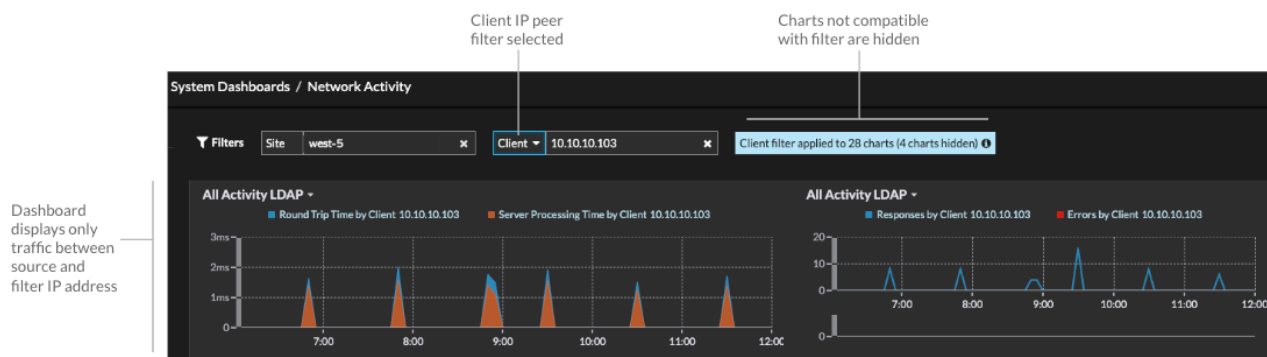 Client IP peer
filter selected
Charts not compatible
with filter are hidden
System Dashboards / Network Activity
Filters
Site west-5 ×
Client 10.10.10.103 ×
Client filter applied to 28 charts (4 charts hidden)
Dashboard
displays only
traffic between
source and
filter IP address
All Activity LDAP
Round Trip Time by Client 10.10.10.103 Server Processing Time by Client 10.10.10.103
3ms
2ms
1ms
0
7:00 8:00 9:00 10:00 11:00 12:00
All Activity LDAP
Responses by Client 10.10.10.103 Errors by Client 10.10.10.103
20
10
0
7:00 8:00 9:00 10:00 11:00 12:00
0